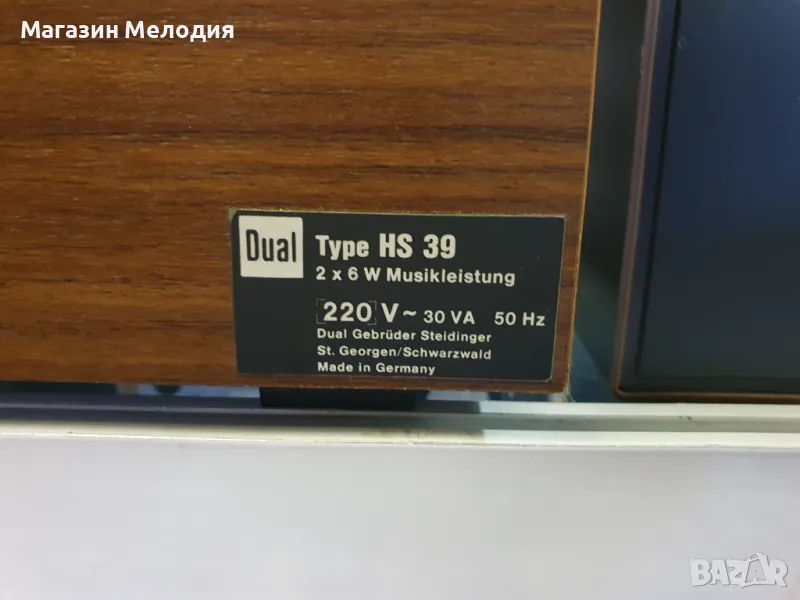 Магазин Мелодия
Dual
Type HS 39
2 x 6 W Musikleistung
220 V ~ 30 VA 50 Hz
Dual Gebrüder Steidinger
St. Georgen/Schwarzwald
Made in Germany
BAZAR